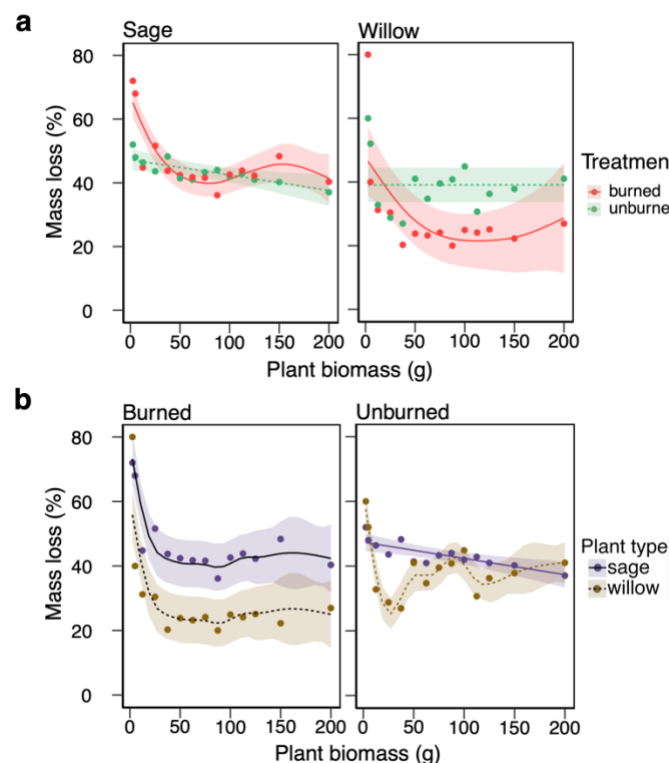 a
Sage
Willow
80
60
40
20
0
Mass loss (%)
0 50 100 150 200
0 50 100 150 200
Plant biomass (g)
Treatmen
burned
unburne
b
Burned
Unburned
80
60
40
20
0
Mass loss (%)
0 50 100 150 200
0 50 100 150 200
Plant biomass (g)
Plant type
sage
willow